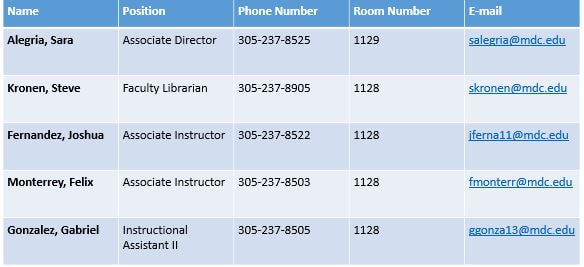 Name Position Phone Number Room Number E-mail
Alegria, Sara Associate Director 305-237-8525 1129 salegria@mdc.edu
Kronen, Steve Faculty Librarian 305-237-8905 1128 skronen@mdc.edu
Fernandez, Joshua Associate Instructor 305-237-8522 1128 jferna11@mdc.edu
Monterrey, Felix Associate Instructor 305-237-8503 1128 fmonterr@mdc.edu
Gonzalez, Gabriel Instructional 305-237-8505 1128 ggonza13@mdc.edu
Assistant II